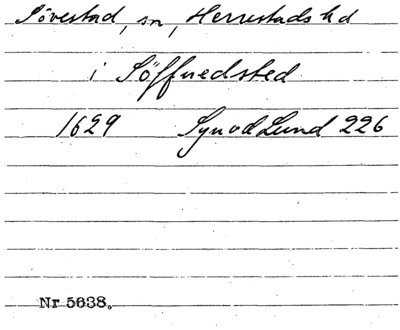 Sövestad, sn, Herrestads hd
i Söffuedsted
1629 Synod Lund 226
Nr 5638.